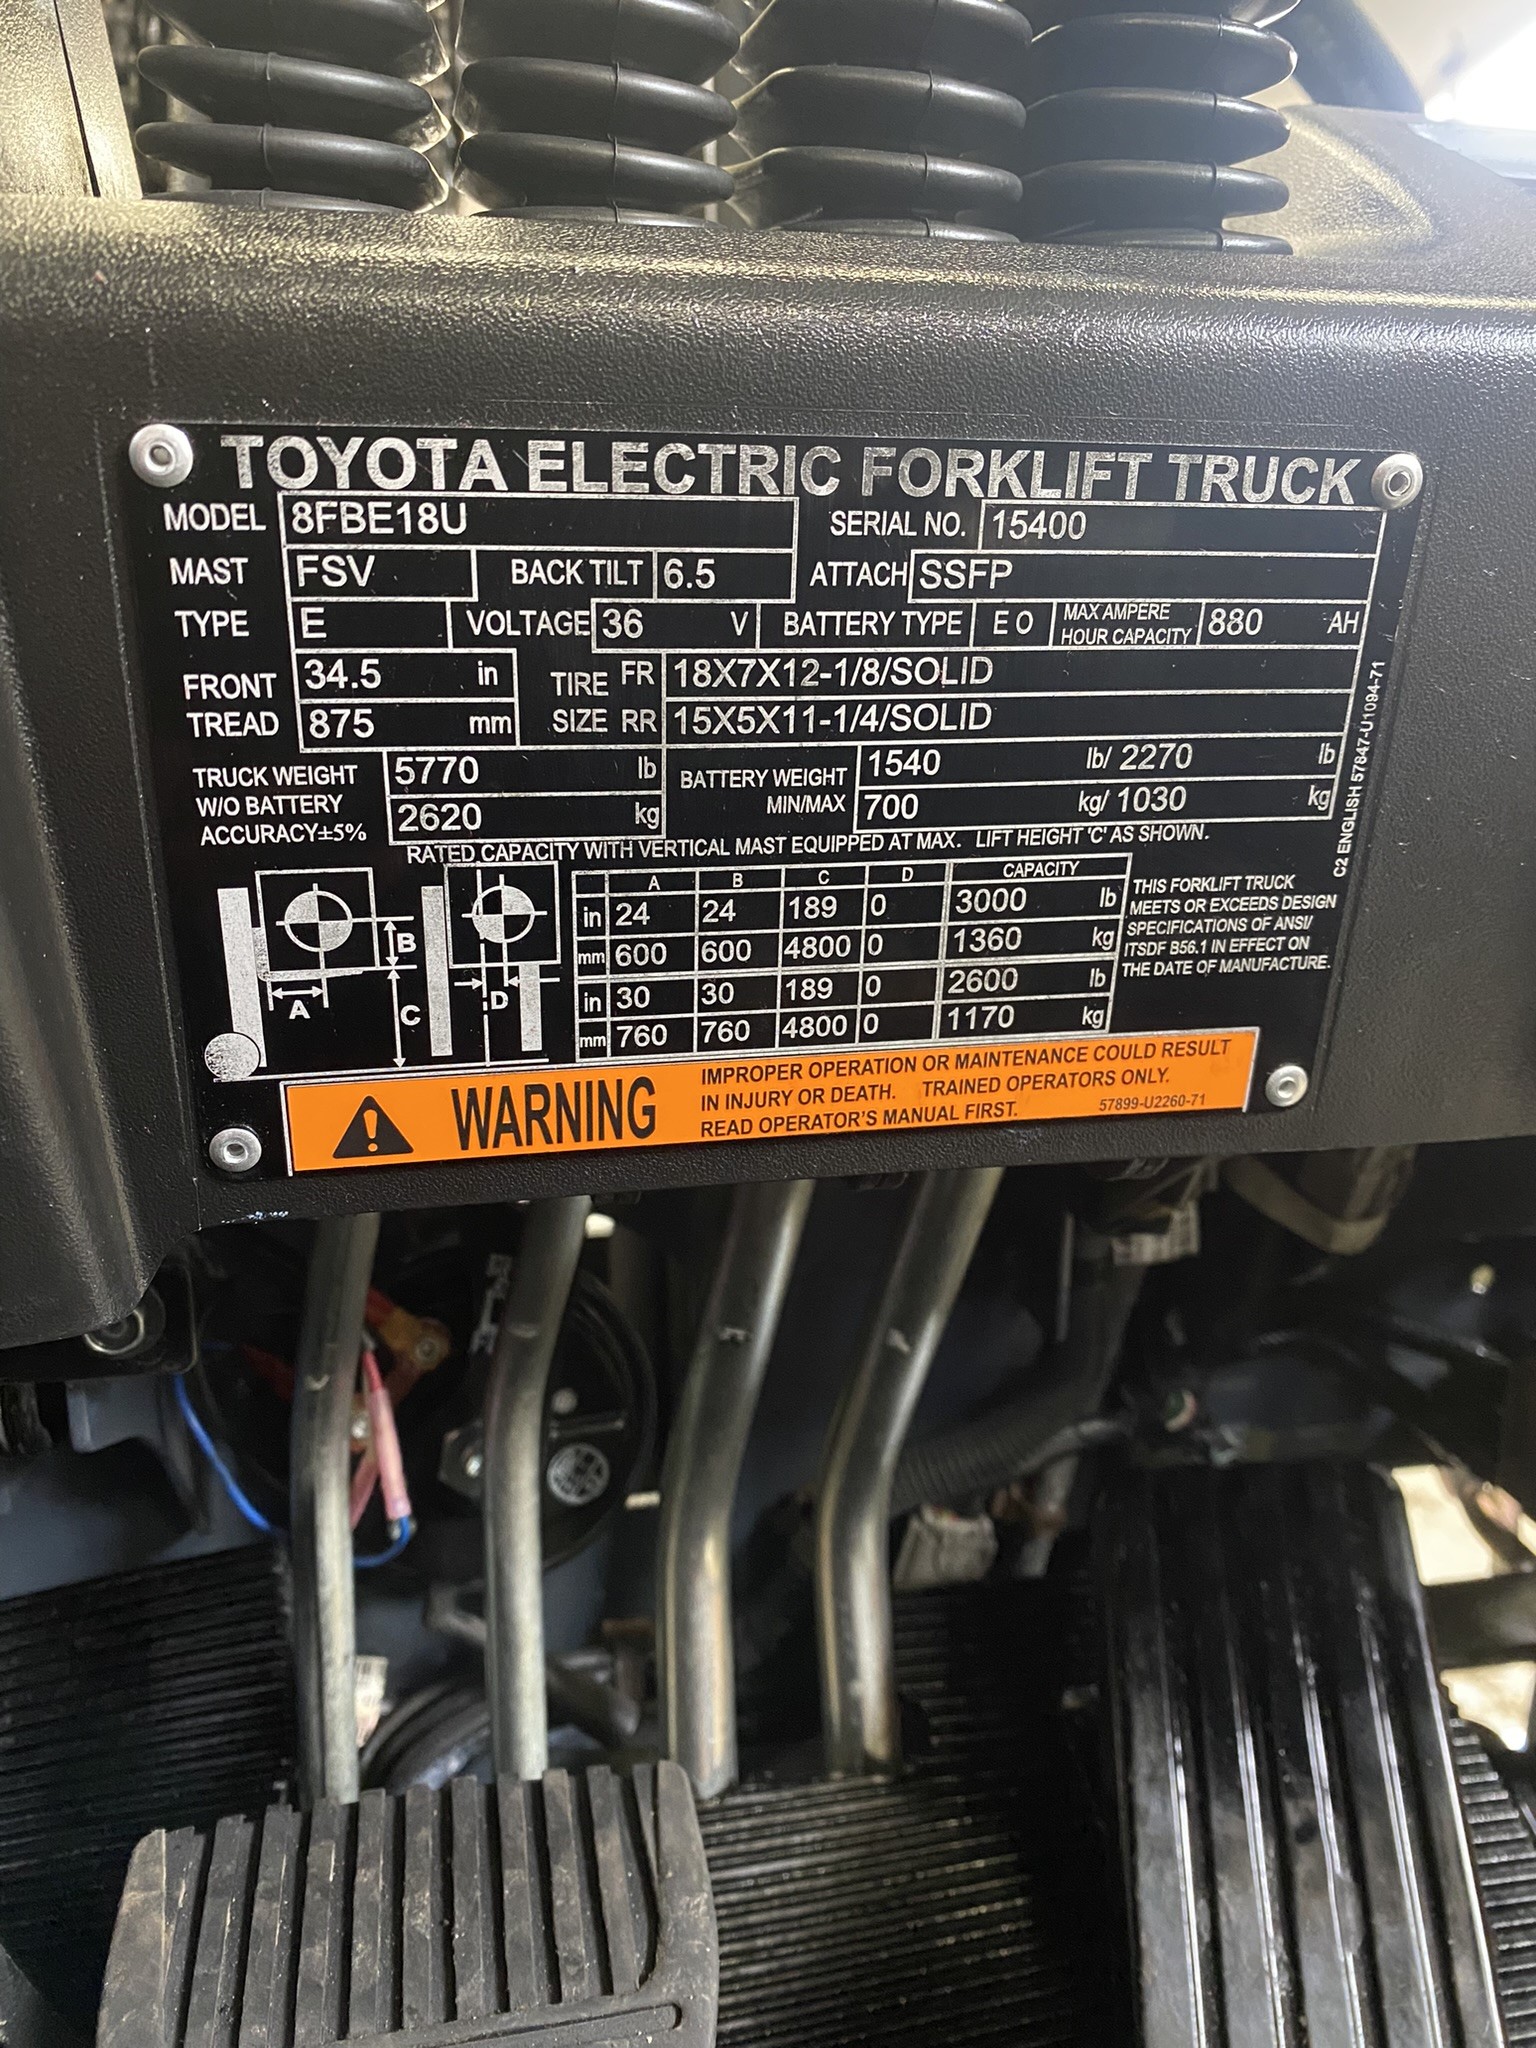 TOYOTA ELECTRIC FORKLIFT TRUCK
MODEL 8FBE18U SERIAL NO. 15400
MAST FSV BACK TILT 6.5 ATTACH SSFP
TYPE E VOLTAGE 36 V BATTERY TYPE E O MAX AMPERE HOUR CAPACITY 880 AH
FRONT TREAD 34.5 in TIRE SIZE FR 18X7X12-1/8/SOLID
875 mm RR 15X5X11-1/4/SOLID
TRUCK WEIGHT W/O BATTERY ACCURACY±5% 5770 lb BATTERY WEIGHT MIN/MAX 1540 lb/ 2270 lb
2620 kg 700 kg/ 1030 kg
RATED CAPACITY WITH VERTICAL MAST EQUIPPED AT MAX. LIFT HEIGHT 'C' AS SHOWN.
A B C D CAPACITY
in 24 24 189 0 3000 lb
mm 600 600 4800 0 1360 kg
in 30 30 189 0 2600 lb
mm 760 760 4800 0 1170 kg
A B C D
THIS FORKLIFT TRUCK
MEETS OR EXCEEDS DESIGN
SPECIFICATIONS OF ANSI/
ITSDF B56.1 IN EFFECT ON
THE DATE OF MANUFACTURE.
C2 ENGLISH 57847-U1094-71
WARNING
IMPROPER OPERATION OR MAINTENANCE COULD RESULT
IN INJURY OR DEATH. TRAINED OPERATORS ONLY.
READ OPERATOR'S MANUAL FIRST. 57899-U2260-71